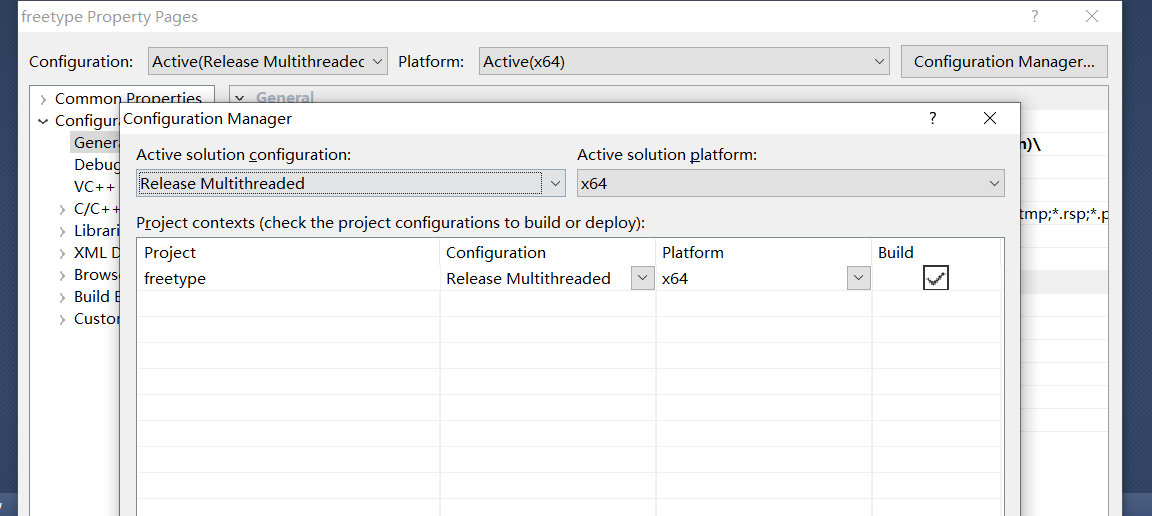 freetype Property Pages
Configuration: Active(Release Multithreaded Platform: Active(x64) Configuration Manager...
Common Properties General
Configura
Configuration Manager
Genera n)\
Active solution configuration: Active solution platform:
Debug
Release Multithreaded x64
VC++
C/C++ tmp;*.rsp;*.p
Project contexts (check the project configurations to build or deploy):
Librari
Project Configuration Platform Build
XML D
Brows
freetype Release Multithreaded x64
Build E
Custo